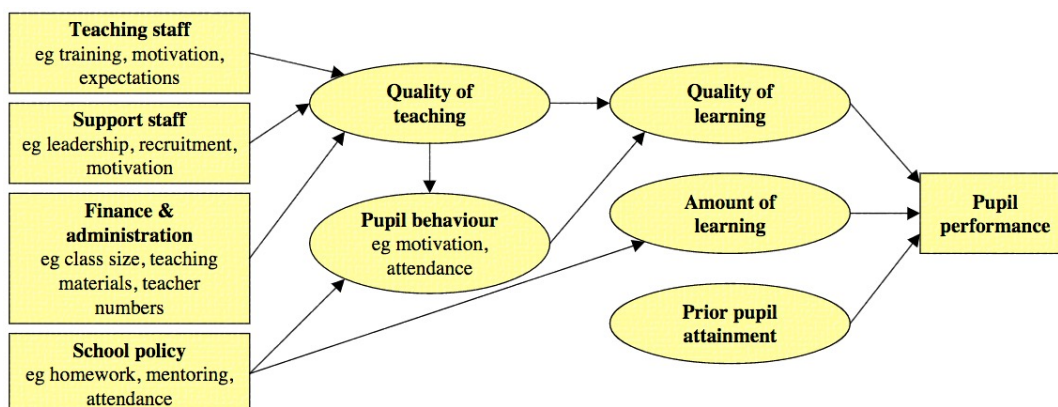 Teaching staff
eg training, motivation,
expectations
Support staff
eg leadership, recruitment,
motivation
Finance &
administration
eg class size, teaching
materials, teacher
numbers
School policy
eg homework, mentoring,
attendance
Quality of
teaching
Pupil behaviour
eg motivation,
attendance
Quality of
learning
Amount of
learning
Prior pupil
attainment
Pupil
performance